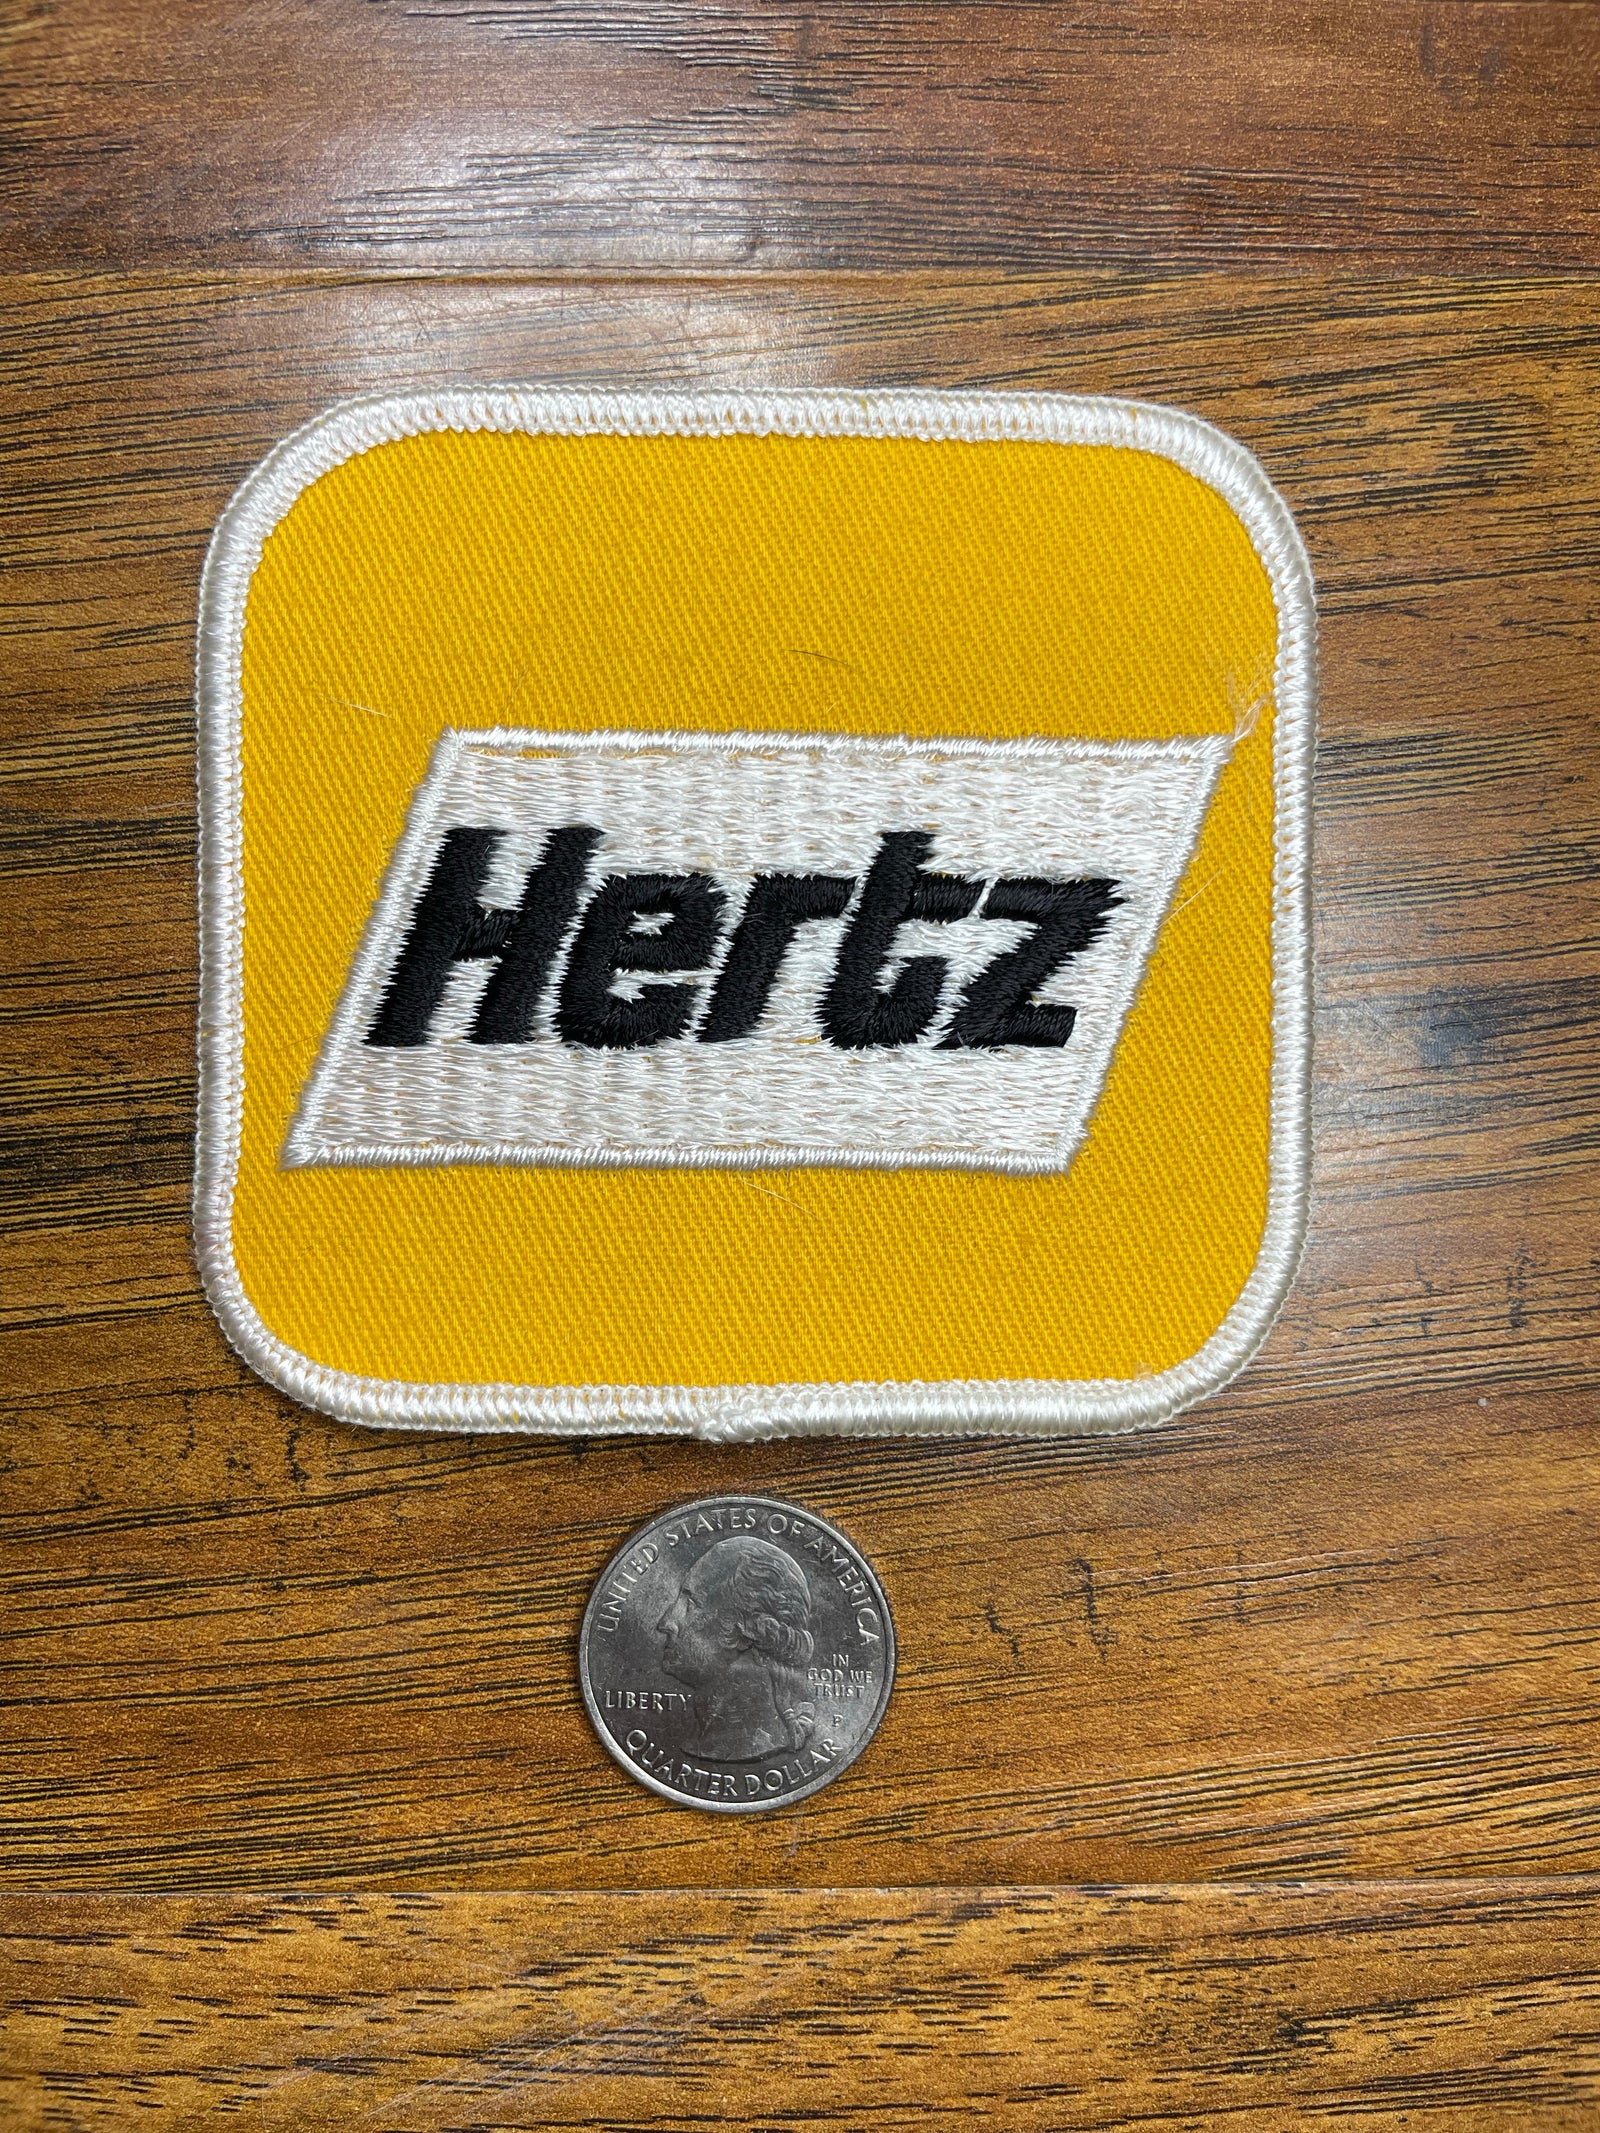 Hertz
UNITED STATES OF AMERICA
LIBERTY
IN
GOD WE
TRUST
P
QUARTER DOLLAR